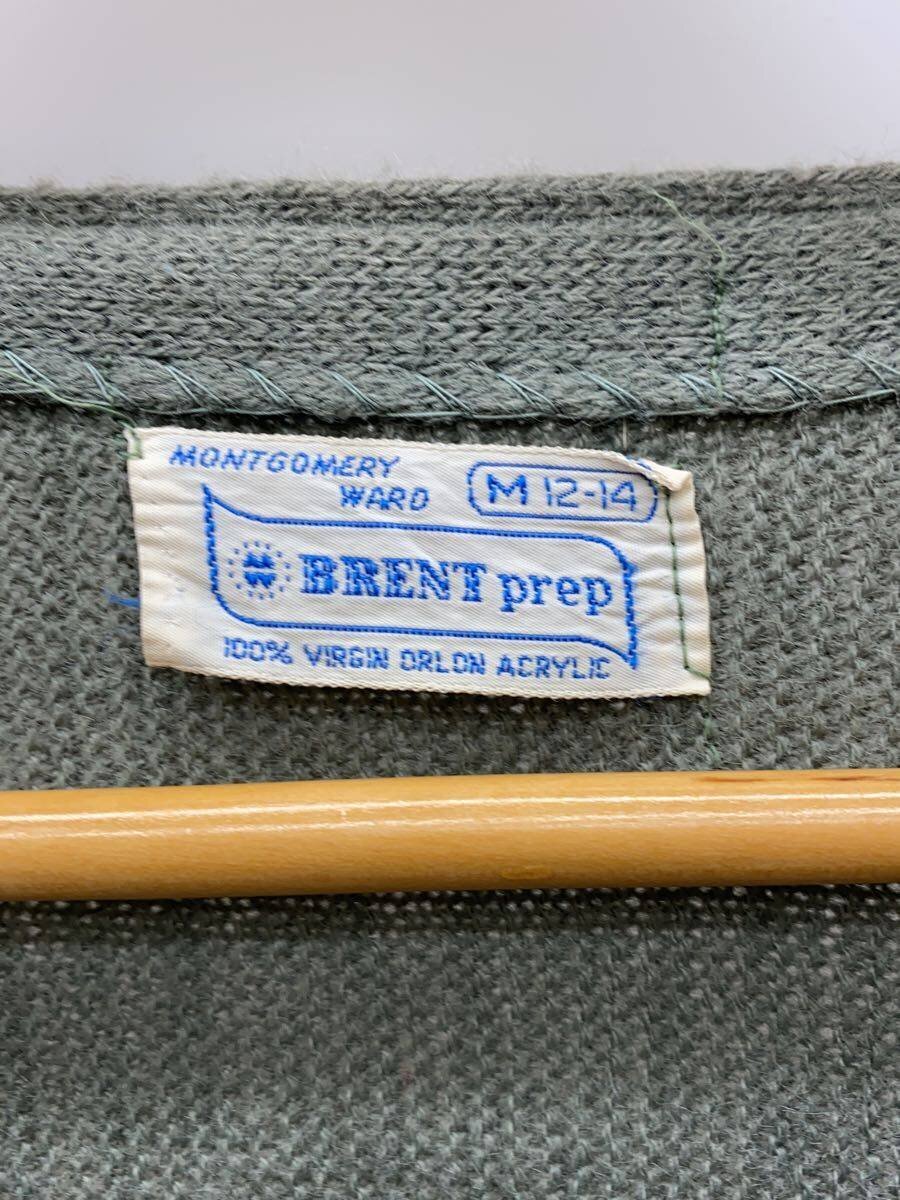 MONTGOMERY
WARD
M 12-14
BRENT prep
100% VIRGIN ORLON ACRYLIC